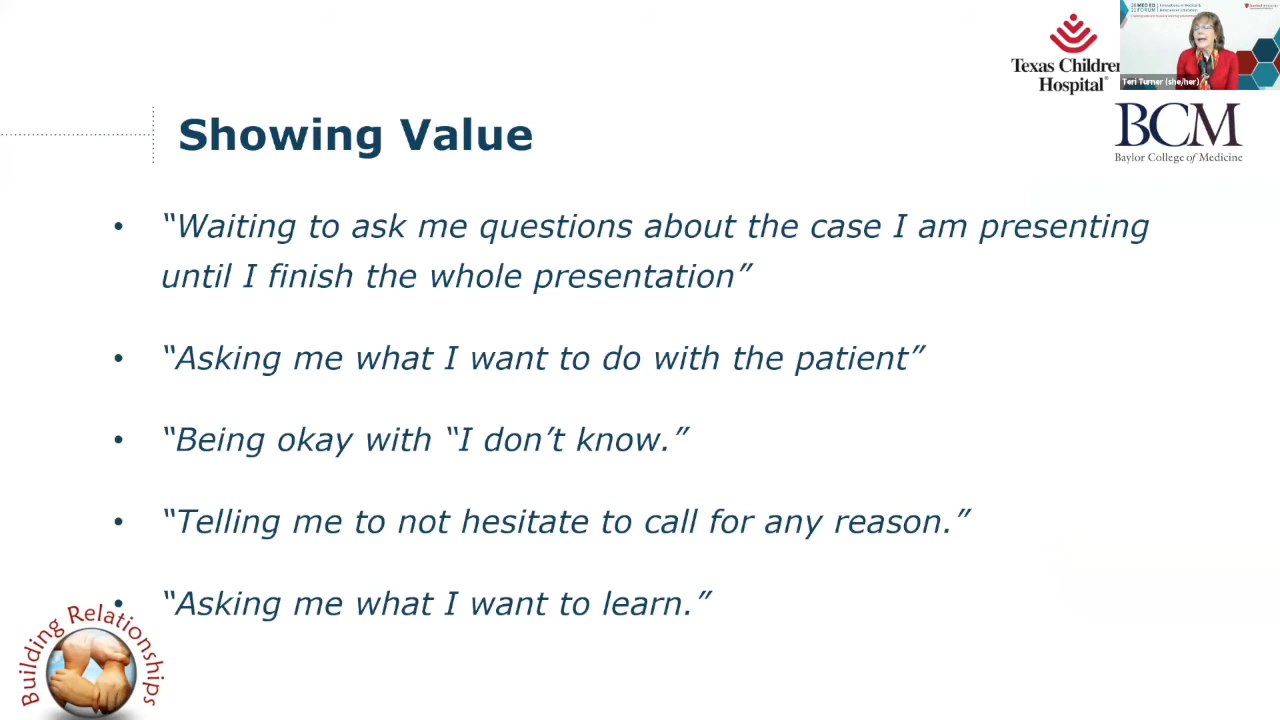 Texas Children
Hospital
Teri Turner (she/her)
BCM
Baylor College of Medicine
Showing Value
• “Waiting to ask me questions about the case I am presenting
until I finish the whole presentation”
• “Asking me what I want to do with the patient”
• “Being okay with “I don’t know.”
• “Telling me to not hesitate to call for any reason.”
• “Asking me what I want to learn.”
Building Relationships